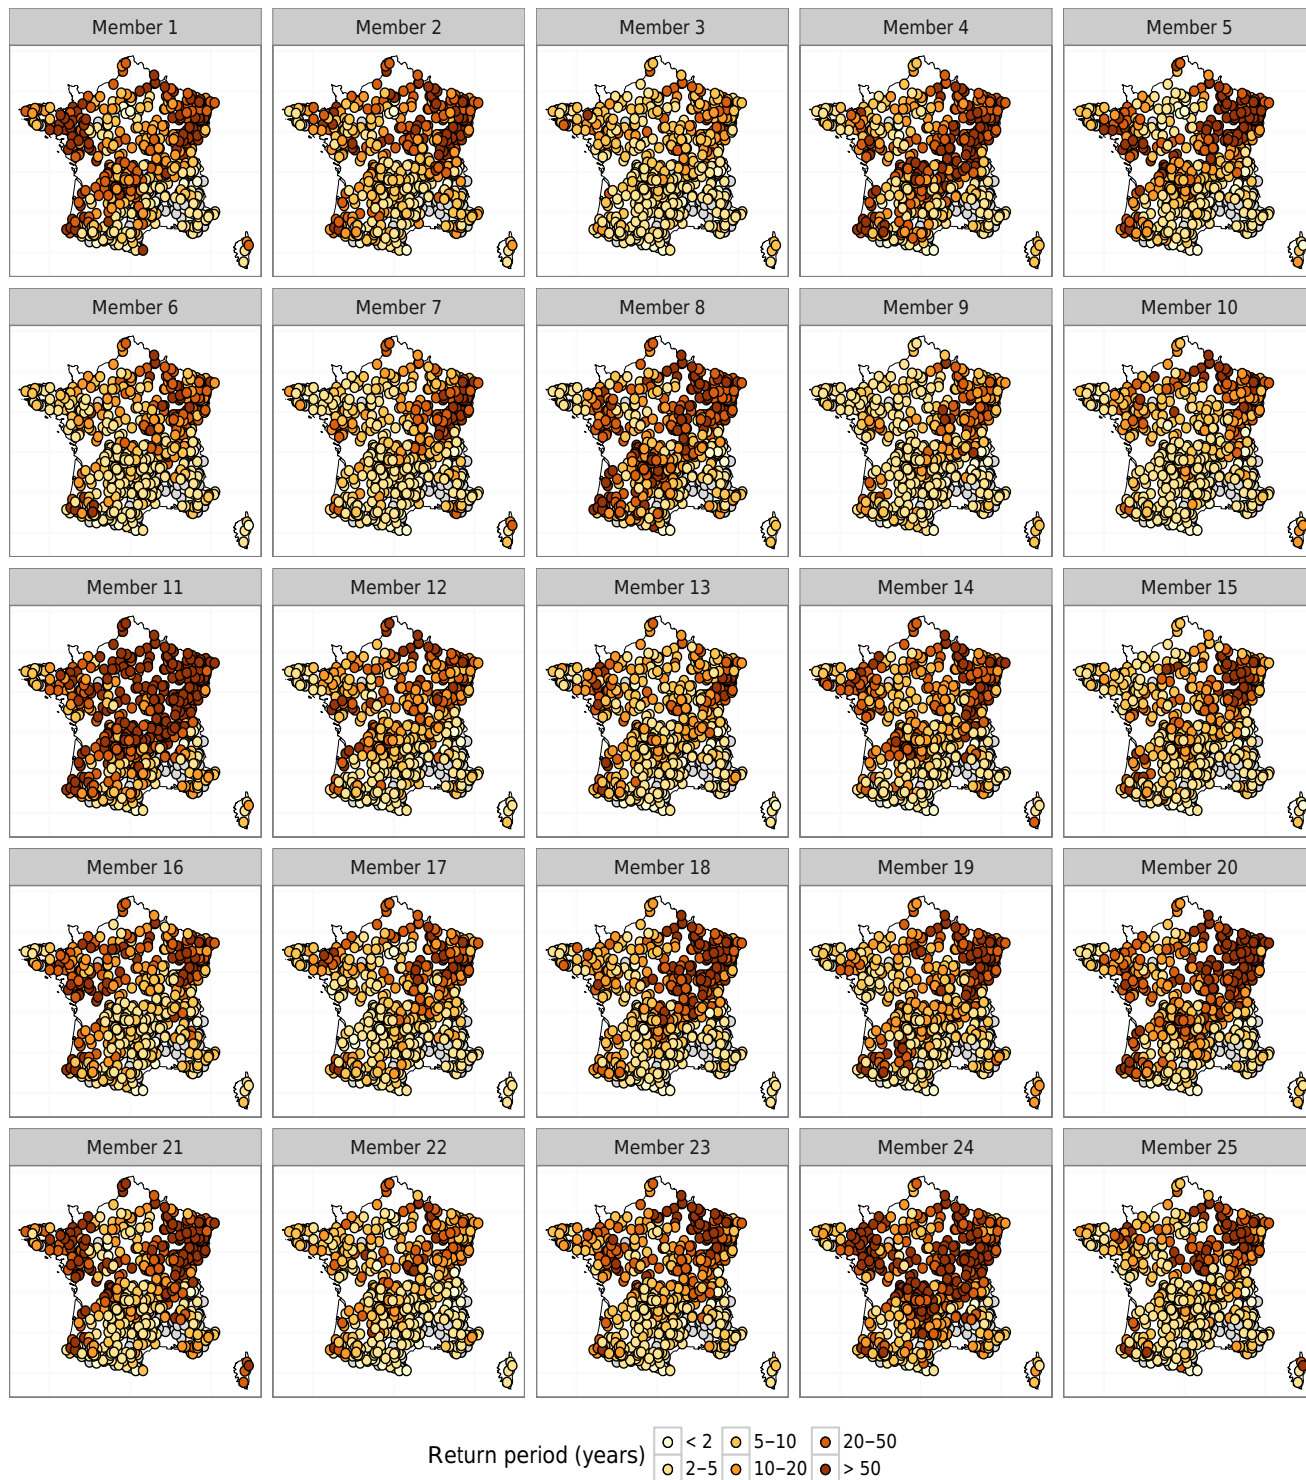 Member 1 Member 2 Member 3 Member 4 Member 5
Member 6 Member 7 Member 8 Member 9 Member 10
Member 11 Member 12 Member 13 Member 14 Member 15
Member 16 Member 17 Member 18 Member 19 Member 20
Member 21 Member 22 Member 23 Member 24 Member 25
Return period (years)
< 2 5−10 20−50
2−5 10−20 > 50